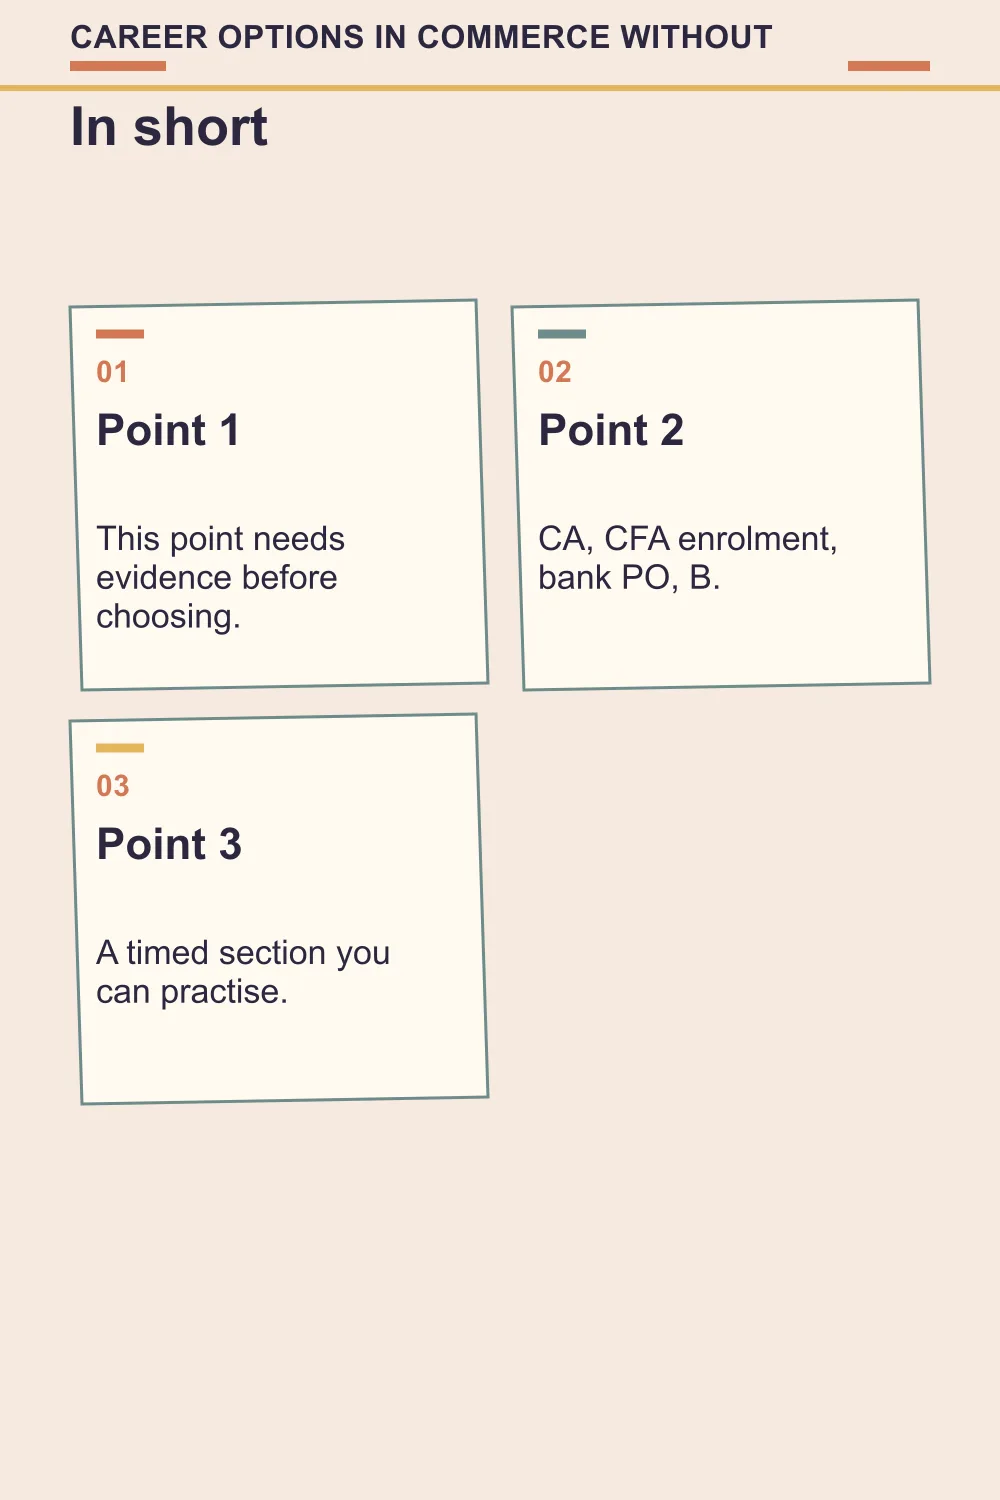 CAREER OPTIONS IN COMMERCE WITHOUT
In short
01
Point 1
This point needs
evidence before
choosing.
02
Point 2
CA, CFA enrolment,
bank PO, B.
03
Point 3
A timed section you
can practise.